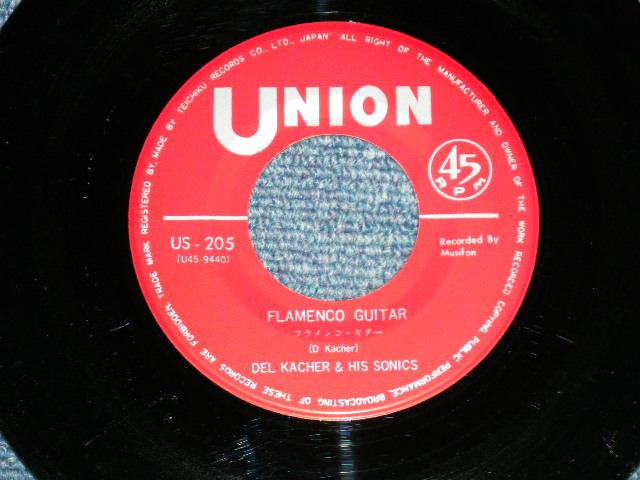 TRADE MARK REGISTERED BY. MADE BY TEICHIKU RECORDS CO., LTD., JAPAN ALL RIGHT OF THE MANUFACTURER AND OWNER OF THE WORK RECORDED COPYING, PUBLIC PERFORMANCE, BROADCASTING OF THESE RECORDS ARE FORBIDDEN.
UNION
45
RPM
US - 205
(U45-9440)
Recorded By
Musifon
FLAMENCO GUITAR
フラメンコ・ギター
(D Kacher)
DEL KACHER & HIS SONICS